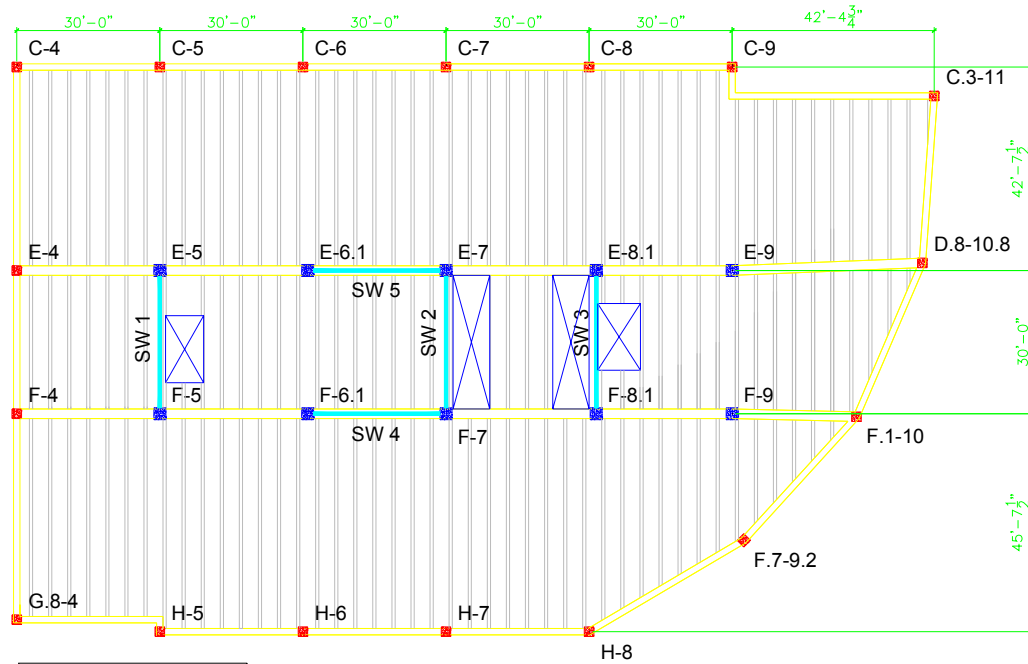 30'-0" 30'-0" 30'-0" 30'-0" 30'-0" 42'-4 3/4"
C-4 C-5 C-6 C-7 C-8 C-9
C.3-11
42'-7 1/2"
E-4 E-5 E-6.1 E-7 E-8.1 E-9 D.8-10.8
SW 5
SW 1 SW 2 SW 3
30'-0"
F-4 F-5 F-6.1 F-8.1 F-9
SW 4 F-7 F.1-10
45'-7 1/2"
F.7-9.2
G.8-4 H-5 H-6 H-7
H-8